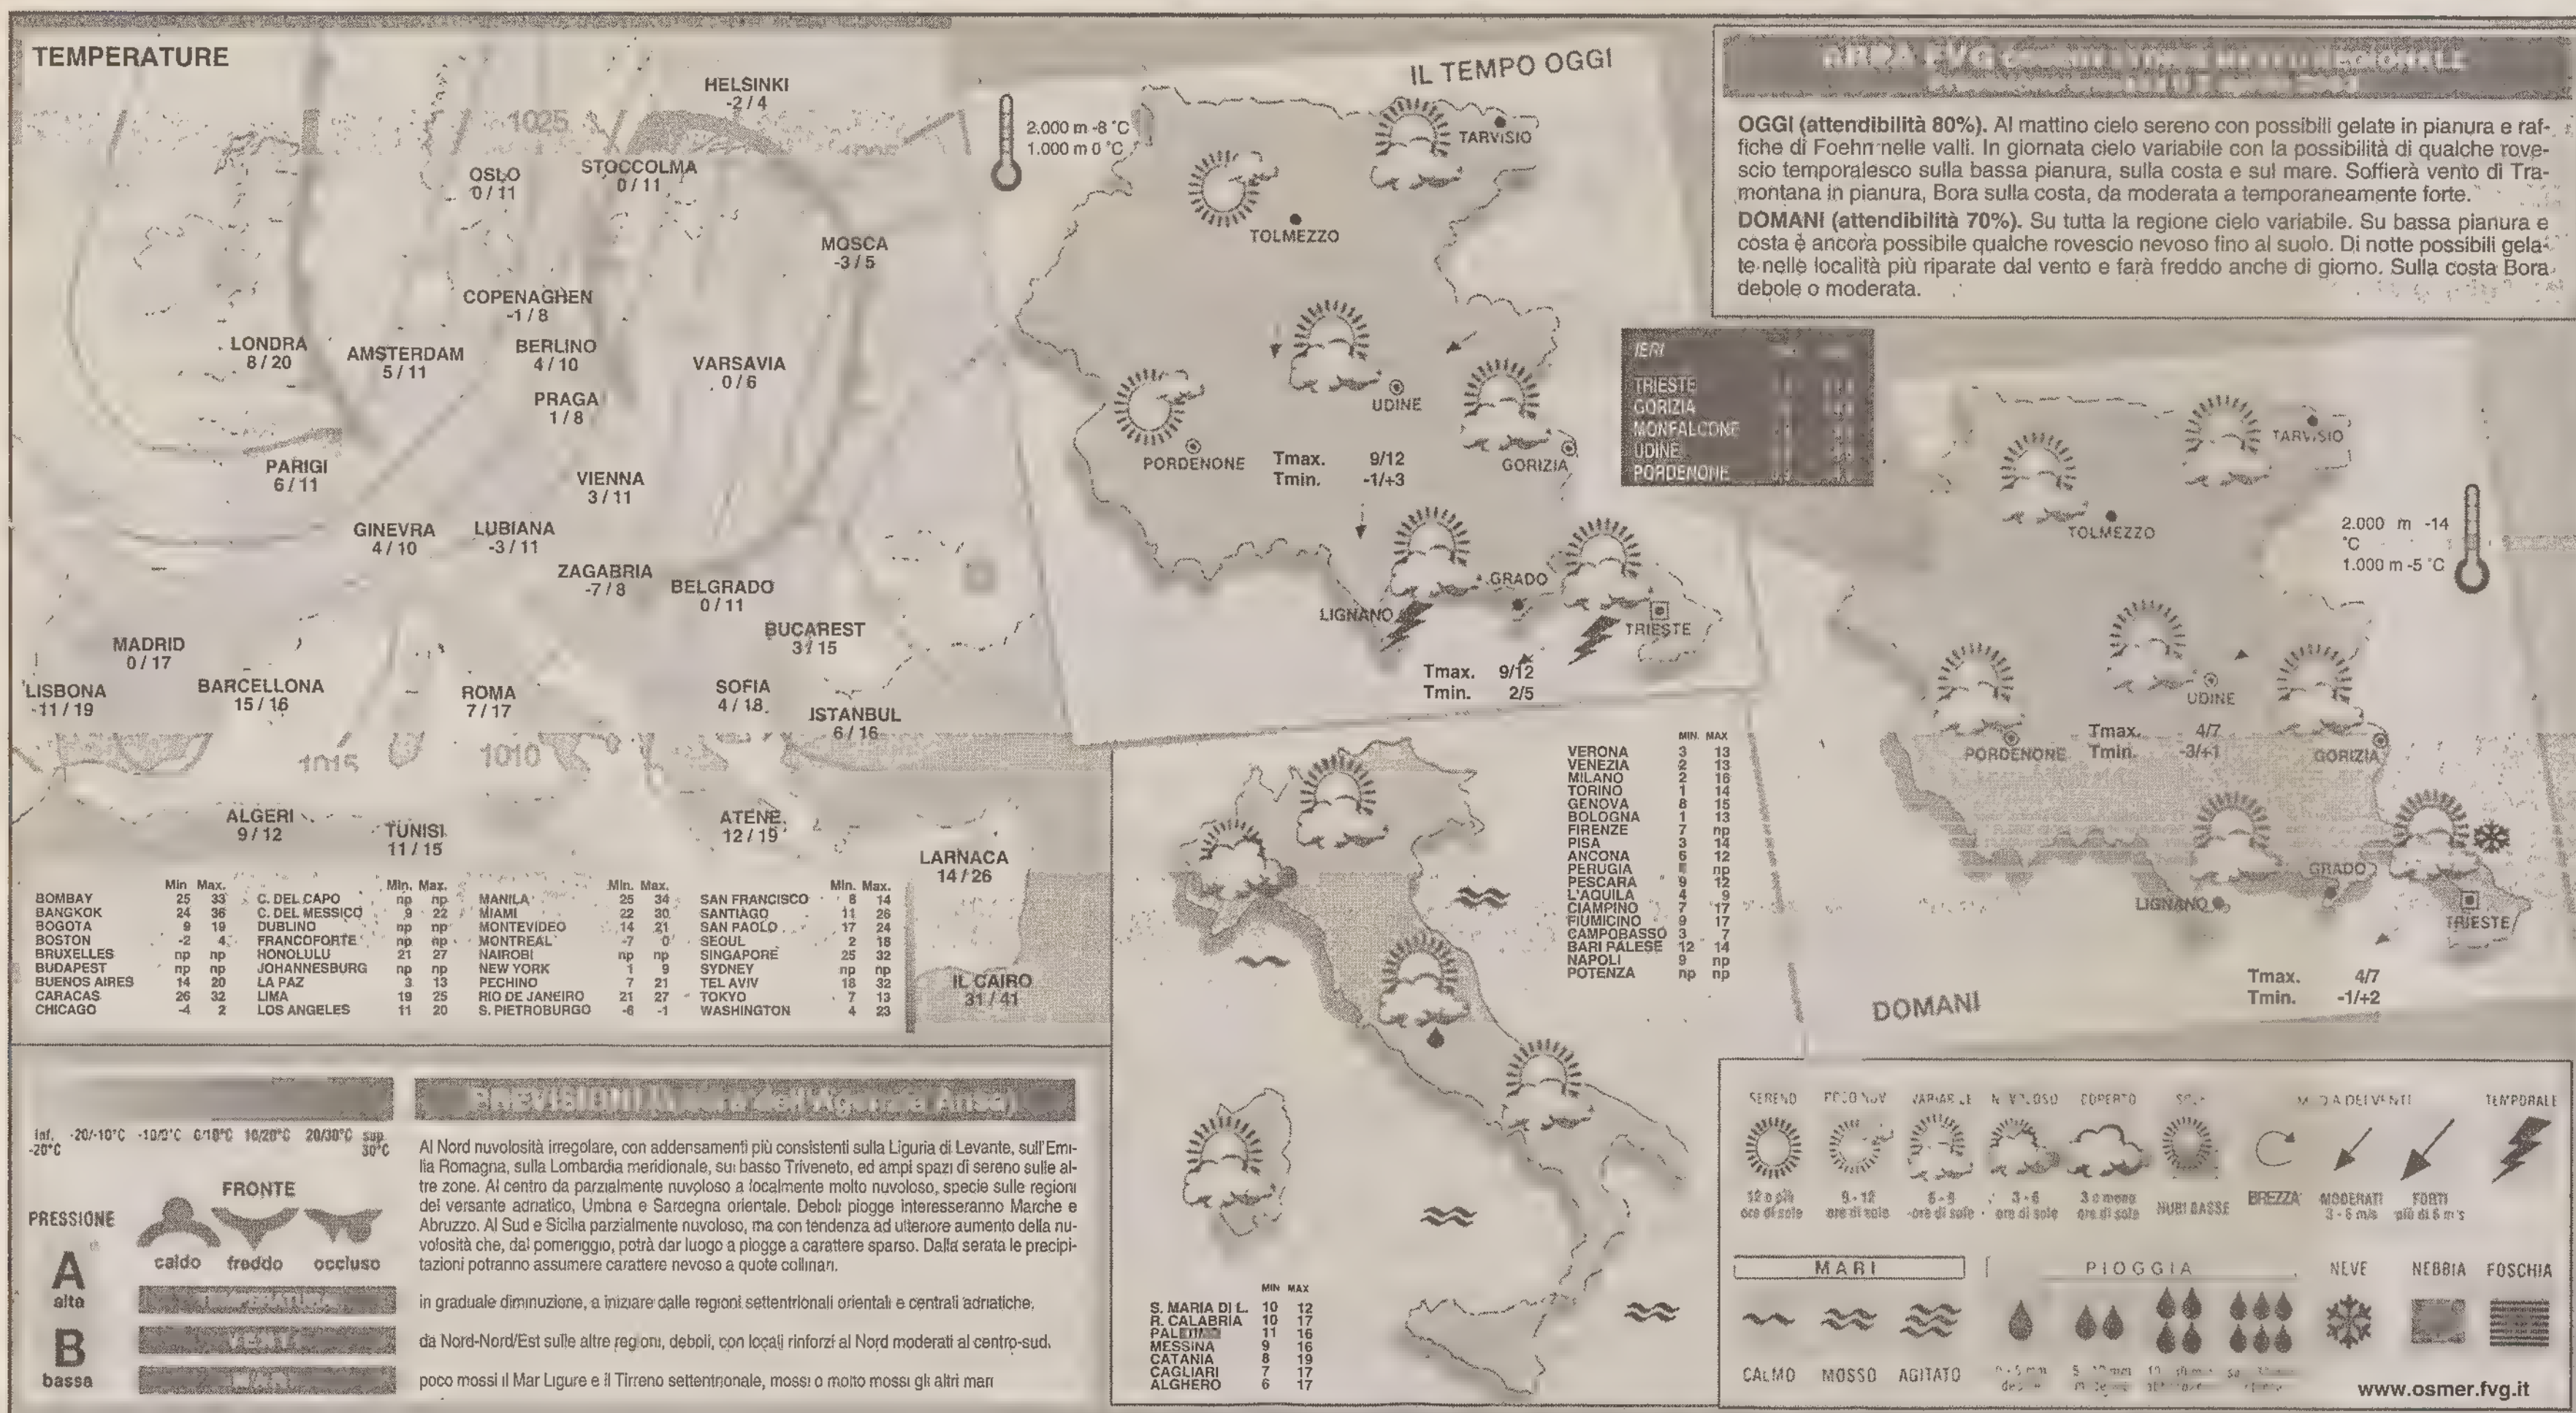 TEMPERATURE
HELSINKI
-2 / 4
1025
OSLO
0 / 11
STOCCOLMA
0 / 11
MOSCA
-3 / 5
COPENAGHEN
-1 / 8
LONDRA
8 / 20
AMSTERDAM
5 / 11
BERLINO
4 / 10
VARSAVIA
0 / 6
PRAGA
1 / 8
PARIGI
6 / 11
VIENNA
3 / 11
GINEVRA
4 / 10
LUBIANA
-3 / 11
ZAGABRIA
-7 / 8
BELGRADO
0 / 11
BUCAREST
3 / 15
MADRID
0 / 17
LISBONA
-11 / 19
BARCELLONA
15 / 16
ROMA
7 / 17
SOFIA
4 / 18
ISTANBUL
6 / 16
1015
1010
ALGERI
9 / 12
TUNISI
11 / 15
ATENE
12 / 19
LARNACA
14 / 26
IL CAIRO
31 / 41
Min Max. Min. Max. Min. Max. Min. Max.
BOMBAY 25 33 C. DEL CAPO np np MANILA 25 34 SAN FRANCISCO 8 14
BANGKOK 24 36 C. DEL MESSICO 9 22 MIAMI 22 30 SANTIAGO 11 26
BOGOTA 9 19 DUBLINO np np MONTEVIDEO 14 21 SAN PAOLO 17 24
BOSTON -2 4 FRANCOFORTE np np MONTREAL -7 0 SEOUL 2 18
BRUXELLES np np HONOLULU 21 27 NAIROBI np np SINGAPORE 25 32
BUDAPEST np np JOHANNESBURG np np NEW YORK 1 9 SYDNEY np np
BUENOS AIRES 14 20 LA PAZ 3 13 PECHINO 7 21 TEL AVIV 18 32
CARACAS 26 32 LIMA 19 25 RIO DE JANEIRO 21 27 TOKYO 7 13
CHICAGO -4 2 LOS ANGELES 11 20 S. PIETROBURGO -6 -1 WASHINGTON 4 23
IL TEMPO OGGI
2.000 m -8 °C
1.000 m 0 °C
TARVISIO
TOLMEZZO
UDINE
PORDENONE
GORIZIA
Tmax. 9/12
Tmin. -1/+3
GRADO
LIGNANO
TRIESTE
Tmax. 9/12
Tmin. 2/5
OGGI (attendibilità 80%). Al mattino cielo sereno con possibili gelate in pianura e raf-
fiche di Foehn nelle valli. In giornata cielo variabile con la possibilità di qualche rove-
scio temporalesco sulla bassa pianura, sulla costa e sul mare. Soffierà vento di Tra-
montana in pianura, Bora sulla costa, da moderata a temporaneamente forte.
DOMANI (attendibilità 70%). Su tutta la regione cielo variabile. Su bassa pianura e
costa è ancora possibile qualche rovescio nevoso fino al suolo. Di notte possibili gela-
te nelle località più riparate dal vento e farà freddo anche di giorno. Sulla costa Bora
debole o moderata.
IERI
TRIESTE
GORIZIA
MONFALCONE
UDINE
PORDENONE
TARVISIO
TOLMEZZO
2.000 m -14
°C
1.000 m -5 °C
UDINE
PORDENONE
Tmax. 4/7
Tmin. -3/+1
GORIZIA
GRADO
LIGNANO
TRIESTE
Tmax. 4/7
Tmin. -1/+2
DOMANI
MIN. MAX
VERONA 3 13
VENEZIA 2 13
MILANO 2 16
TORINO 1 14
GENOVA 8 15
BOLOGNA 1 13
FIRENZE 7 np
PISA 3 14
ANCONA 6 12
PERUGIA np
PESCARA 9 12
L'AQUILA 4 9
CIAMPINO 7 17
FIUMICINO 9 17
CAMPOBASSO 3 7
BARI PALESE 12 14
NAPOLI 9 np
POTENZA np np
MIN MAX
S. MARIA DI L. 10 12
R. CALABRIA 10 17
11 16
MESSINA 9 16
CATANIA 8 19
CAGLIARI 7 17
ALGHERO 6 17
inf. -20°C
-20/-10°C -10/0°C 0/10°C 10/20°C 20/30°C sup. 30°C
FRONTE
PRESSIONE
caldo freddo occluso
A
alta
B
bassa
PREVISIONI
Al Nord nuvolosità irregolare, con addensamenti più consistenti sulla Liguria di Levante, sull'Emi-
lia Romagna, sulla Lombardia meridionale, sul basso Triveneto, ed ampi spazi di sereno sulle al-
tre zone. Al centro da parzialmente nuvoloso a localmente molto nuvoloso, specie sulle regioni
del versante adriatico, Umbria e Sardegna orientale. Deboli piogge interesseranno Marche e
Abruzzo. Al Sud e Sicilia parzialmente nuvoloso, ma con tendenza ad ulteriore aumento della nu-
volosità che, dal pomeriggio, potrà dar luogo a piogge a carattere sparso. Dalla serata le precipi-
tazioni potranno assumere carattere nevoso a quote collinari.
in graduale diminuzione, a iniziare dalle regioni settentrionali orientali e centrali adriatiche.
VENTI
da Nord-Nord/Est sulle altre regioni, deboli, con locali rinforzi al Nord moderati al centro-sud.
MARI
poco mossi il Mar Ligure e il Tirreno settentrionale, mossi o molto mossi gli altri mari
SERENO VARIABILE COPERTO TEMPORALE
12 o più ore di sole
9 - 12 ore di sole
6 - 9 ore di sole
3 - 6 ore di sole
3 o meno ore di sole
NUBI BASSE
BREZZA
MODERATI 3 - 6 m/s
FORTI più di 6 m/s
MARI PIOGGIA NEVE NEBBIA FOSCHIA
CALMO MOSSO AGITATO
www.osmer.fvg.it